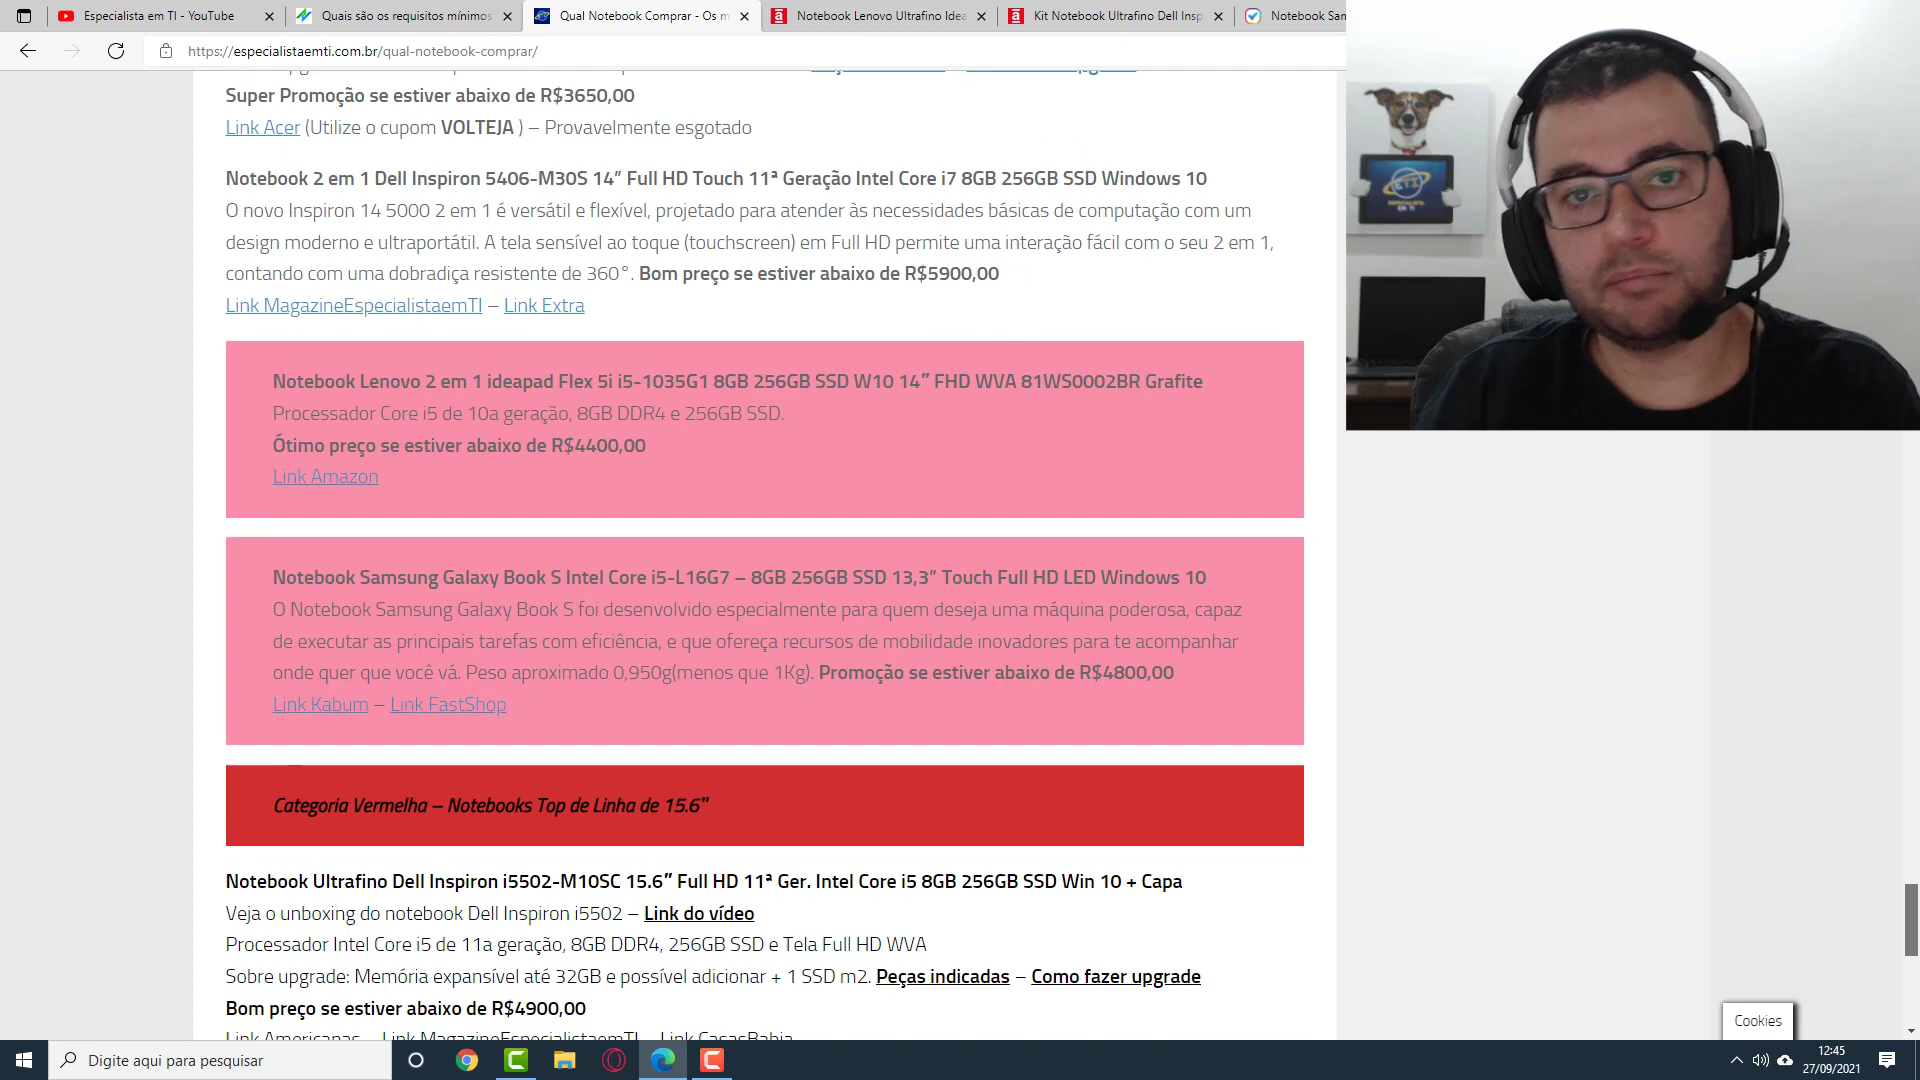 Especialista em TI - YouTube
Quais são os requisitos mínimos
Qual Notebook Comprar - Os m
Notebook Lenovo Ultrafino Idea
Kit Notebook Ultrafino Dell Insp
Notebook Sam
https://especialistaemti.com.br/qual-notebook-comprar/
Super Promoção se estiver abaixo de R$3650,00
Link Acer (Utilize o cupom VOLTEJA ) – Provavelmente esgotado
Notebook 2 em 1 Dell Inspiron 5406-M30S 14” Full HD Touch 11ª Geração Intel Core i7 8GB 256GB SSD Windows 10
O novo Inspiron 14 5000 2 em 1 é versátil e flexível, projetado para atender às necessidades básicas de computação com um
design moderno e ultraportátil. A tela sensível ao toque (touchscreen) em Full HD permite uma interação fácil com o seu 2 em 1,
contando com uma dobradiça resistente de 360°. Bom preço se estiver abaixo de R$5900,00
Link MagazineEspecialistaemTI – Link Extra
Notebook Lenovo 2 em 1 ideapad Flex 5i i5-1035G1 8GB 256GB SSD W10 14″ FHD WVA 81WS0002BR Grafite
Processador Core i5 de 10a geração, 8GB DDR4 e 256GB SSD.
Ótimo preço se estiver abaixo de R$4400,00
Link Amazon
Notebook Samsung Galaxy Book S Intel Core i5-L16G7 – 8GB 256GB SSD 13,3” Touch Full HD LED Windows 10
O Notebook Samsung Galaxy Book S foi desenvolvido especialmente para quem deseja uma máquina poderosa, capaz
de executar as principais tarefas com eficiência, e que ofereça recursos de mobilidade inovadores para te acompanhar
onde quer que você vá. Peso aproximado 0,950g(menos que 1Kg). Promoção se estiver abaixo de R$4800,00
Link Kabum – Link FastShop
Categoria Vermelha – Notebooks Top de Linha de 15.6″
Notebook Ultrafino Dell Inspiron i5502-M10SC 15.6″ Full HD 11ª Ger. Intel Core i5 8GB 256GB SSD Win 10 + Capa
Veja o unboxing do notebook Dell Inspiron i5502 – Link do vídeo
Processador Intel Core i5 de 11a geração, 8GB DDR4, 256GB SSD e Tela Full HD WVA
Sobre upgrade: Memória expansível até 32GB e possível adicionar + 1 SSD m2. Peças indicadas – Como fazer upgrade
Bom preço se estiver abaixo de R$4900,00
Link Americanas – Link MagazineEspecialistaemTI – Link CasasBahia
Cookies
Digite aqui para pesquisar
12:45
27/09/2021
ETI
ESPECIALISTA
EM TI